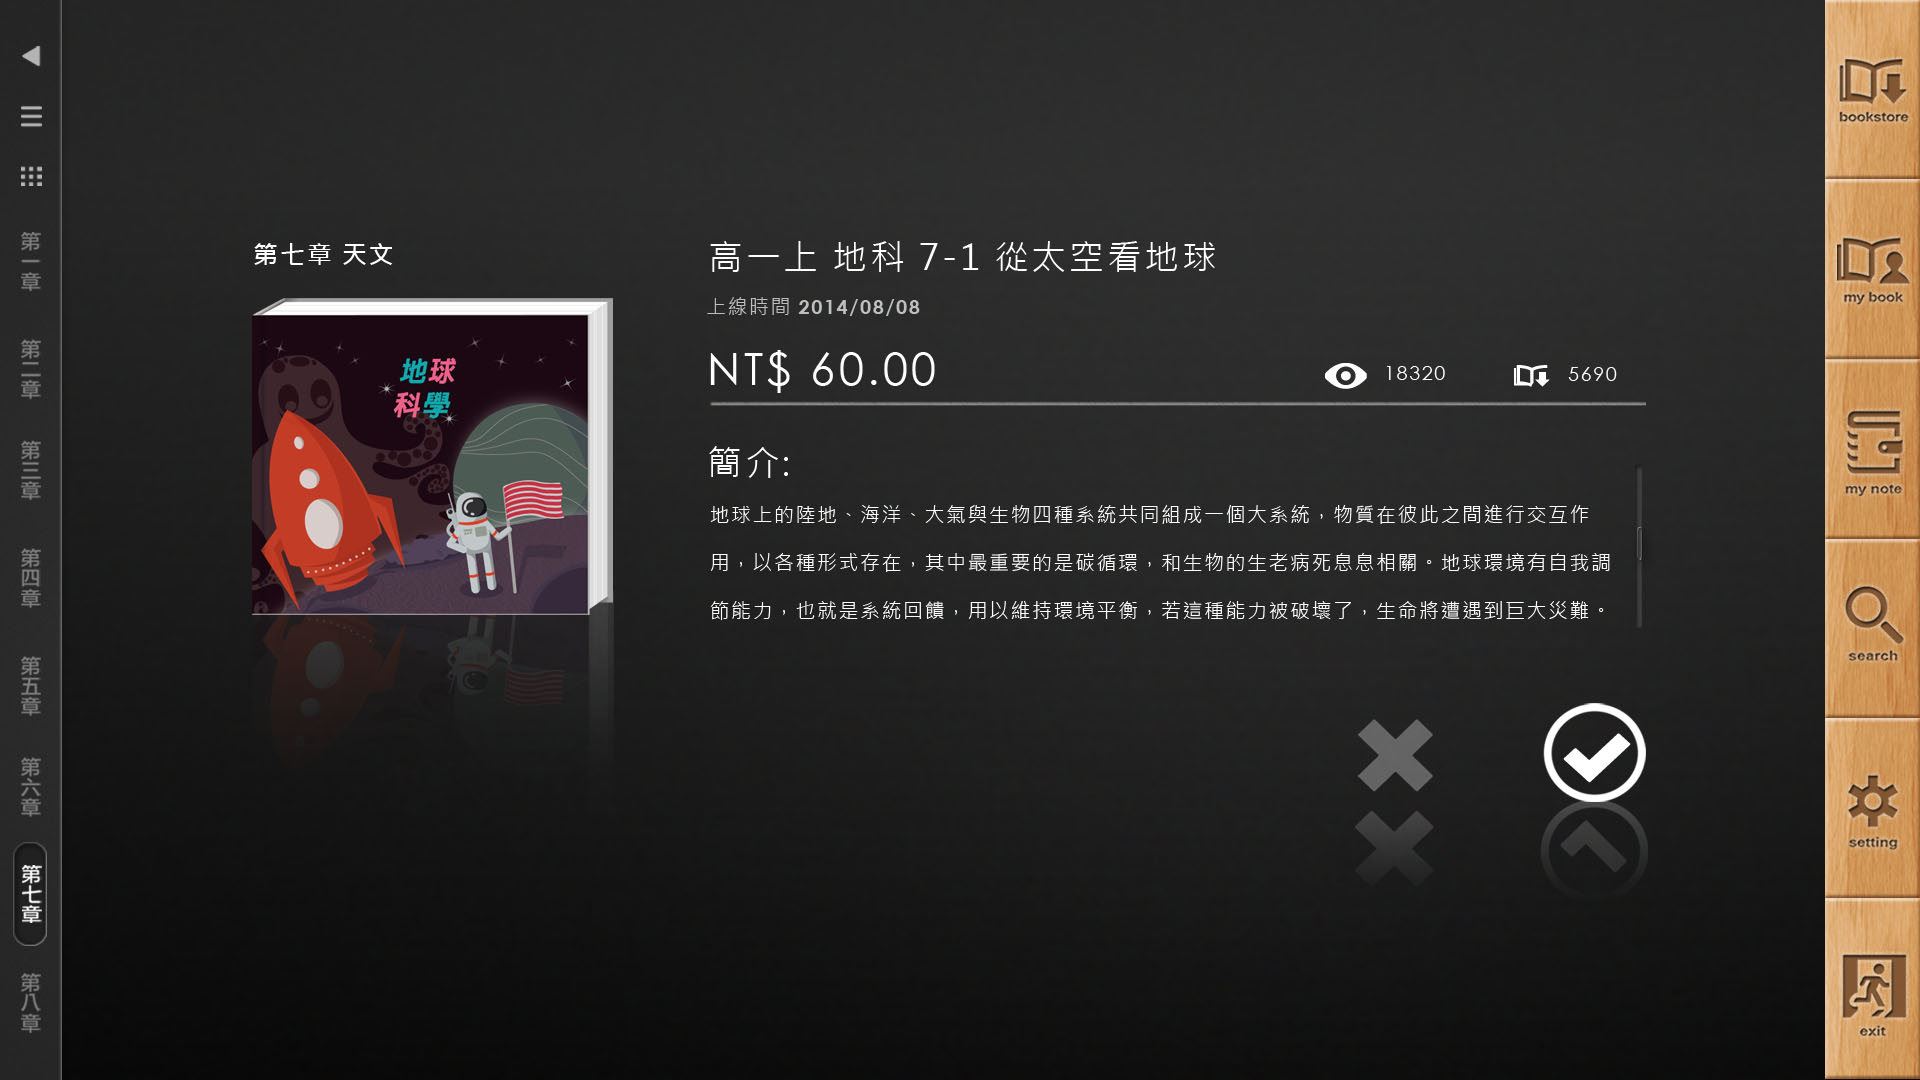 第一章
第二章
第三章
第四章
第五章
第六章
第七章
第八章
第七章 天文
地球
科學
高一上 地科 7-1 從太空看地球
上線時間 2014/08/08
NT$ 60.00
18320
5690
簡介:
地球上的陸地、海洋、大氣與生物四種系統共同組成一個大系統，物質在彼此之間進行交互作
用，以各種形式存在，其中最重要的是碳循環，和生物的生老病死息息相關。地球環境有自我調
節能力，也就是系統回饋，用以維持環境平衡，若這種能力被破壞了，生命將遭遇到巨大災難。
bookstore
my book
my note
search
setting
exit